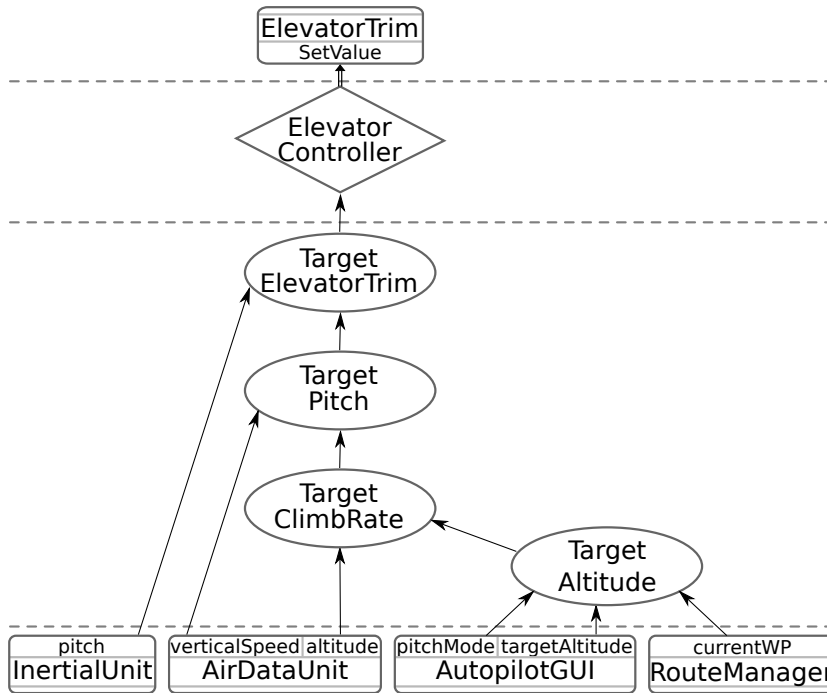 ElevatorTrim
SetValue
Elevator
Controller
Target
ElevatorTrim
Target
Pitch
Target
ClimbRate
Target
Altitude
pitch
InertialUnit
verticalSpeed altitude
AirDataUnit
pitchMode targetAltitude
AutopilotGUI
currentWP
RouteManager